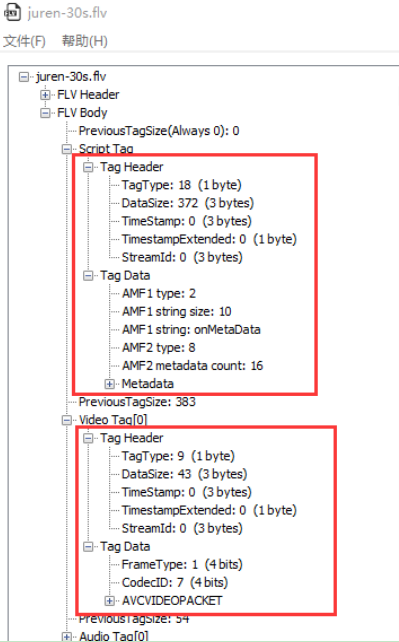 FLV juren-30s.flv
文件(F) 帮助(H)
juren-30s.flv
FLV Header
FLV Body
PreviousTagSize(Always 0): 0
Script Tag
Tag Header
TagType: 18 (1 byte)
DataSize: 372 (3 bytes)
TimeStamp: 0 (3 bytes)
TimestampExtended: 0 (1 byte)
StreamId: 0 (3 bytes)
Tag Data
AMF1 type: 2
AMF1 string size: 10
AMF1 string: onMetaData
AMF2 type: 8
AMF2 metadata count: 16
Metadata
PreviousTagSize: 383
Video Tag[0]
Tag Header
TagType: 9 (1 byte)
DataSize: 43 (3 bytes)
TimeStamp: 0 (3 bytes)
TimestampExtended: 0 (1 byte)
StreamId: 0 (3 bytes)
Tag Data
FrameType: 1 (4 bits)
CodecID: 7 (4 bits)
AVCVIDEOPACKET
PreviousTagSize: 54
Audio Tag[0]